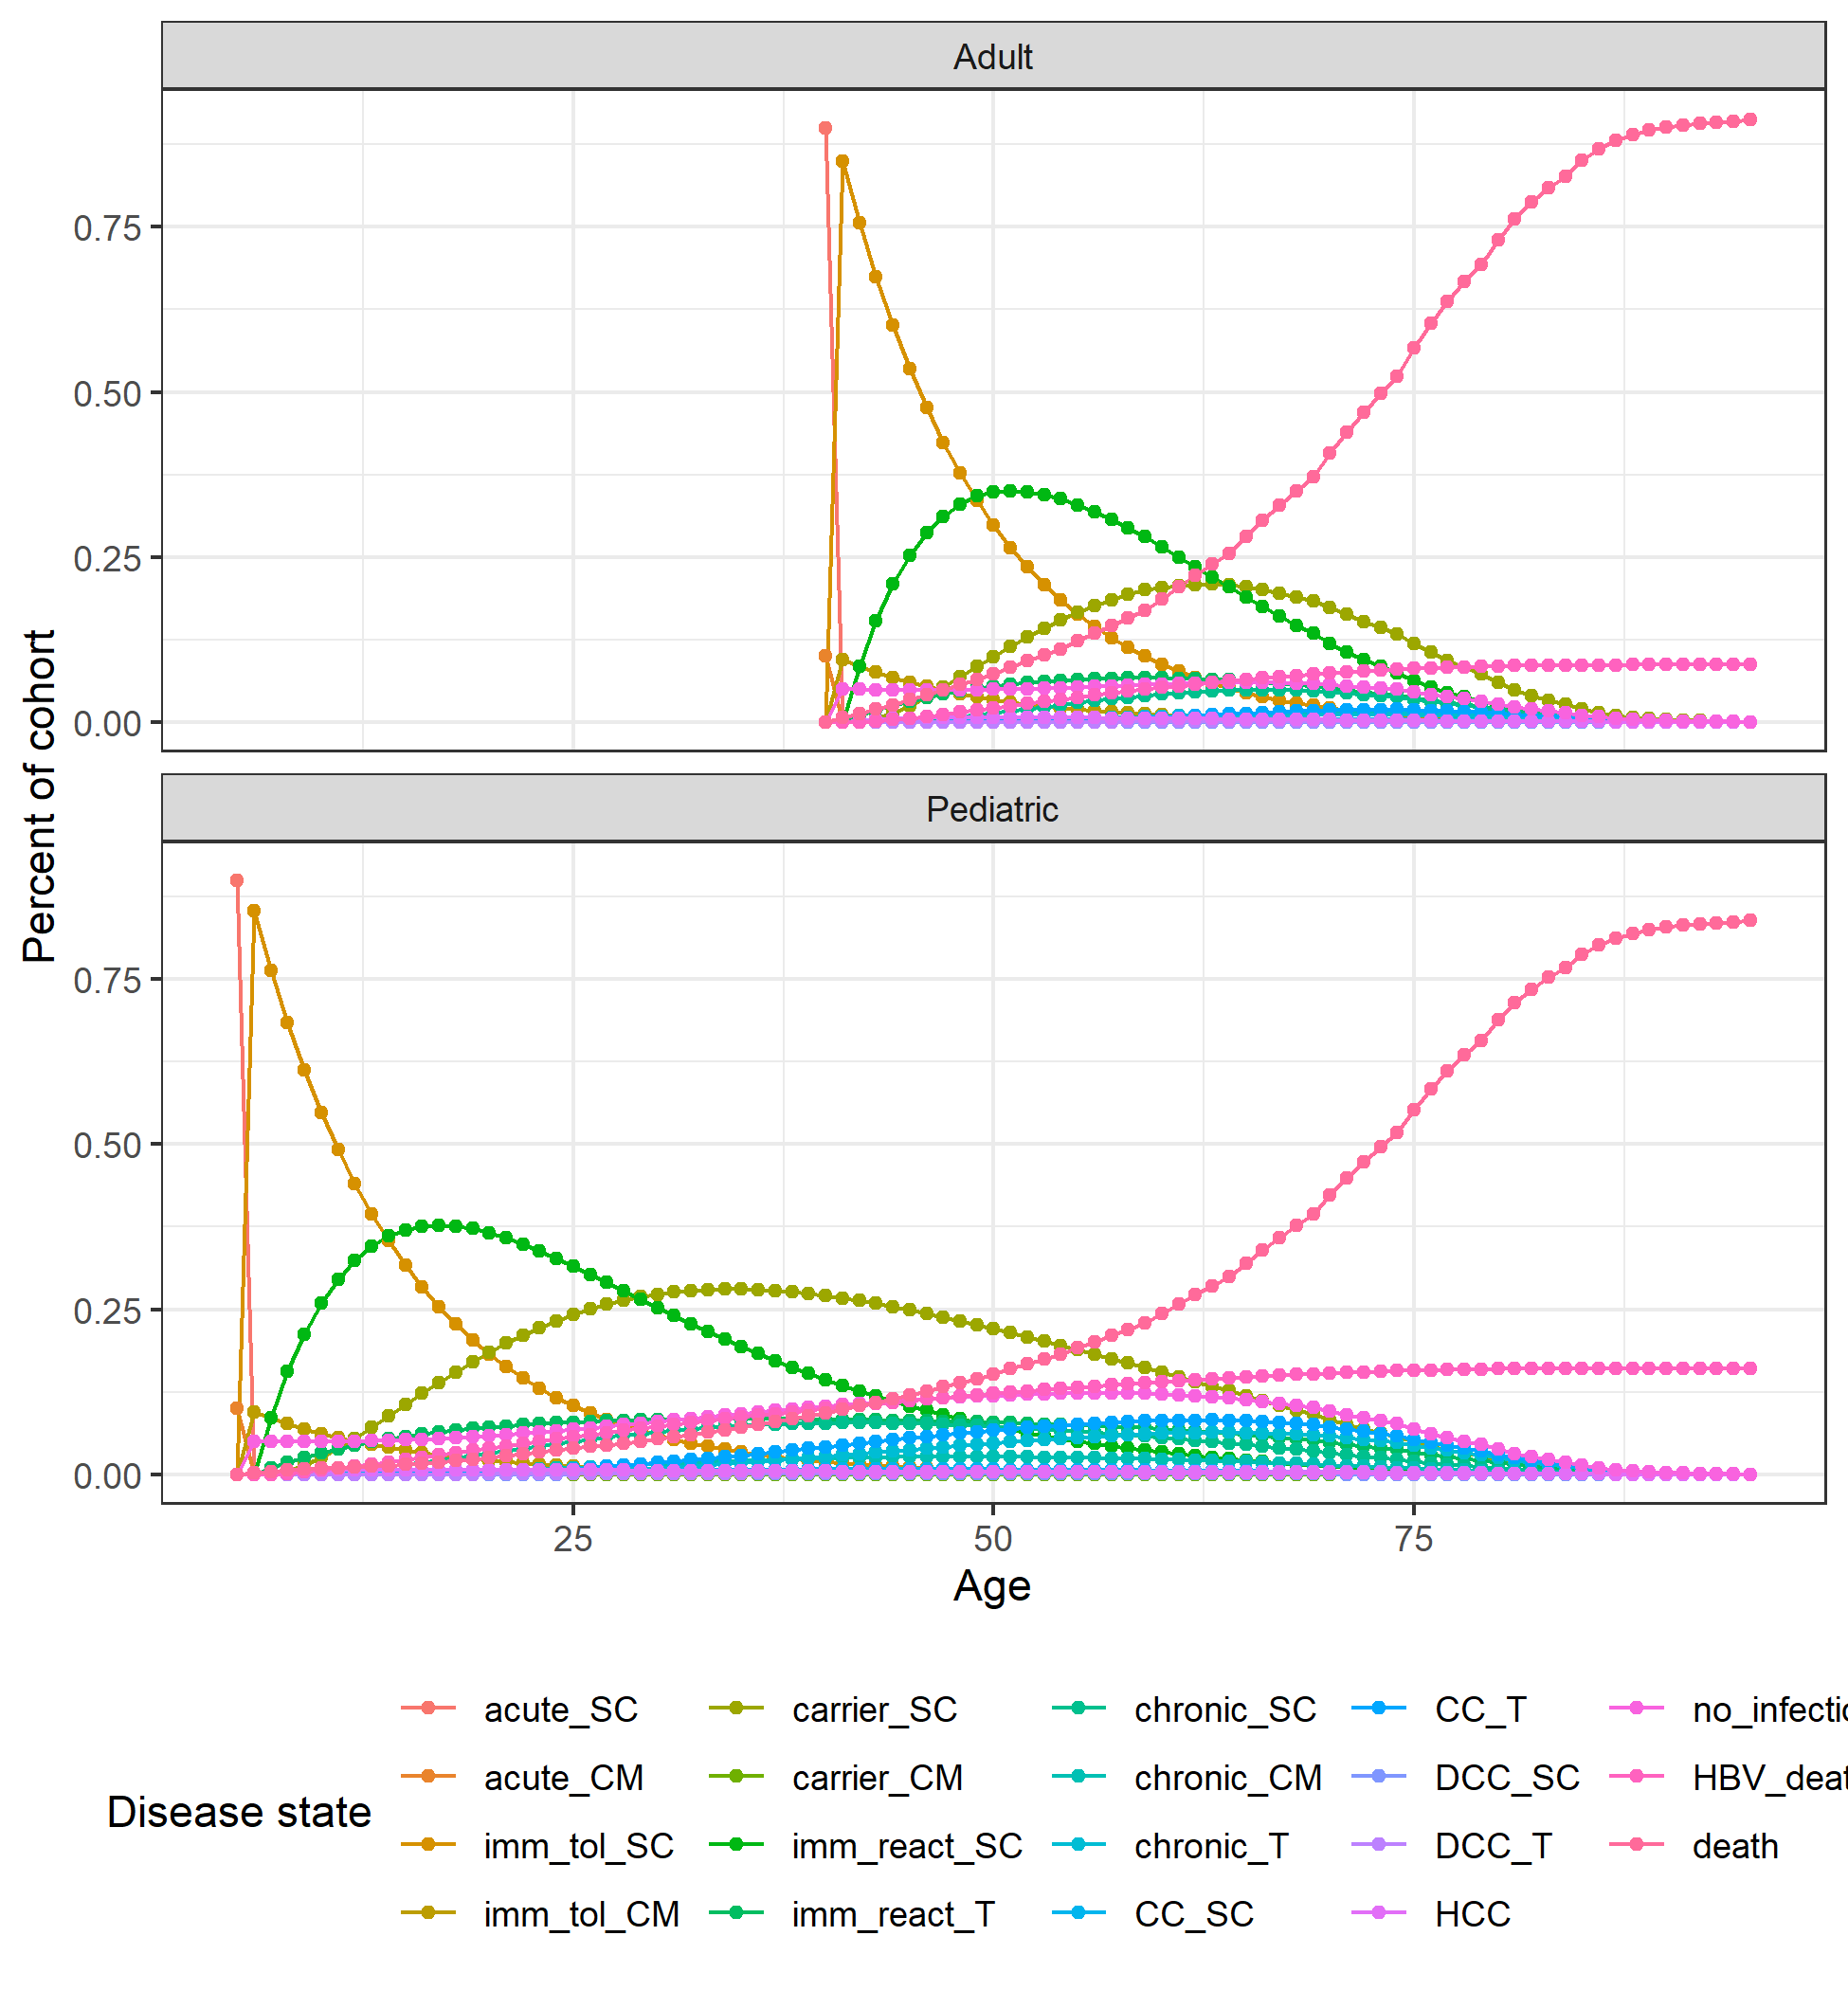 Adult
0.75
0.50
0.25
0.00
Percent of cohort
Pediatric
0.75
0.50
0.25
0.00
25 50 75
Age
Disease state
acute_SC carrier_SC chronic_SC CC_T no_infectio
acute_CM carrier_CM chronic_CM DCC_SC HBV_deat
imm_tol_SC imm_react_SC chronic_T DCC_T death
imm_tol_CM imm_react_T CC_SC HCC